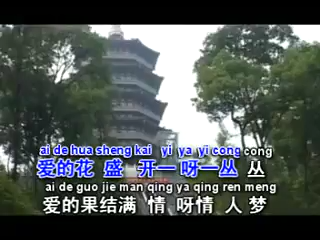 ai de hua sheng kai yi ya yi cong cong
爱的花 盛 开一呀一丛 丛
ai de guo jie man qing ya qing ren meng
爱的果结满 情 呀情 人 梦